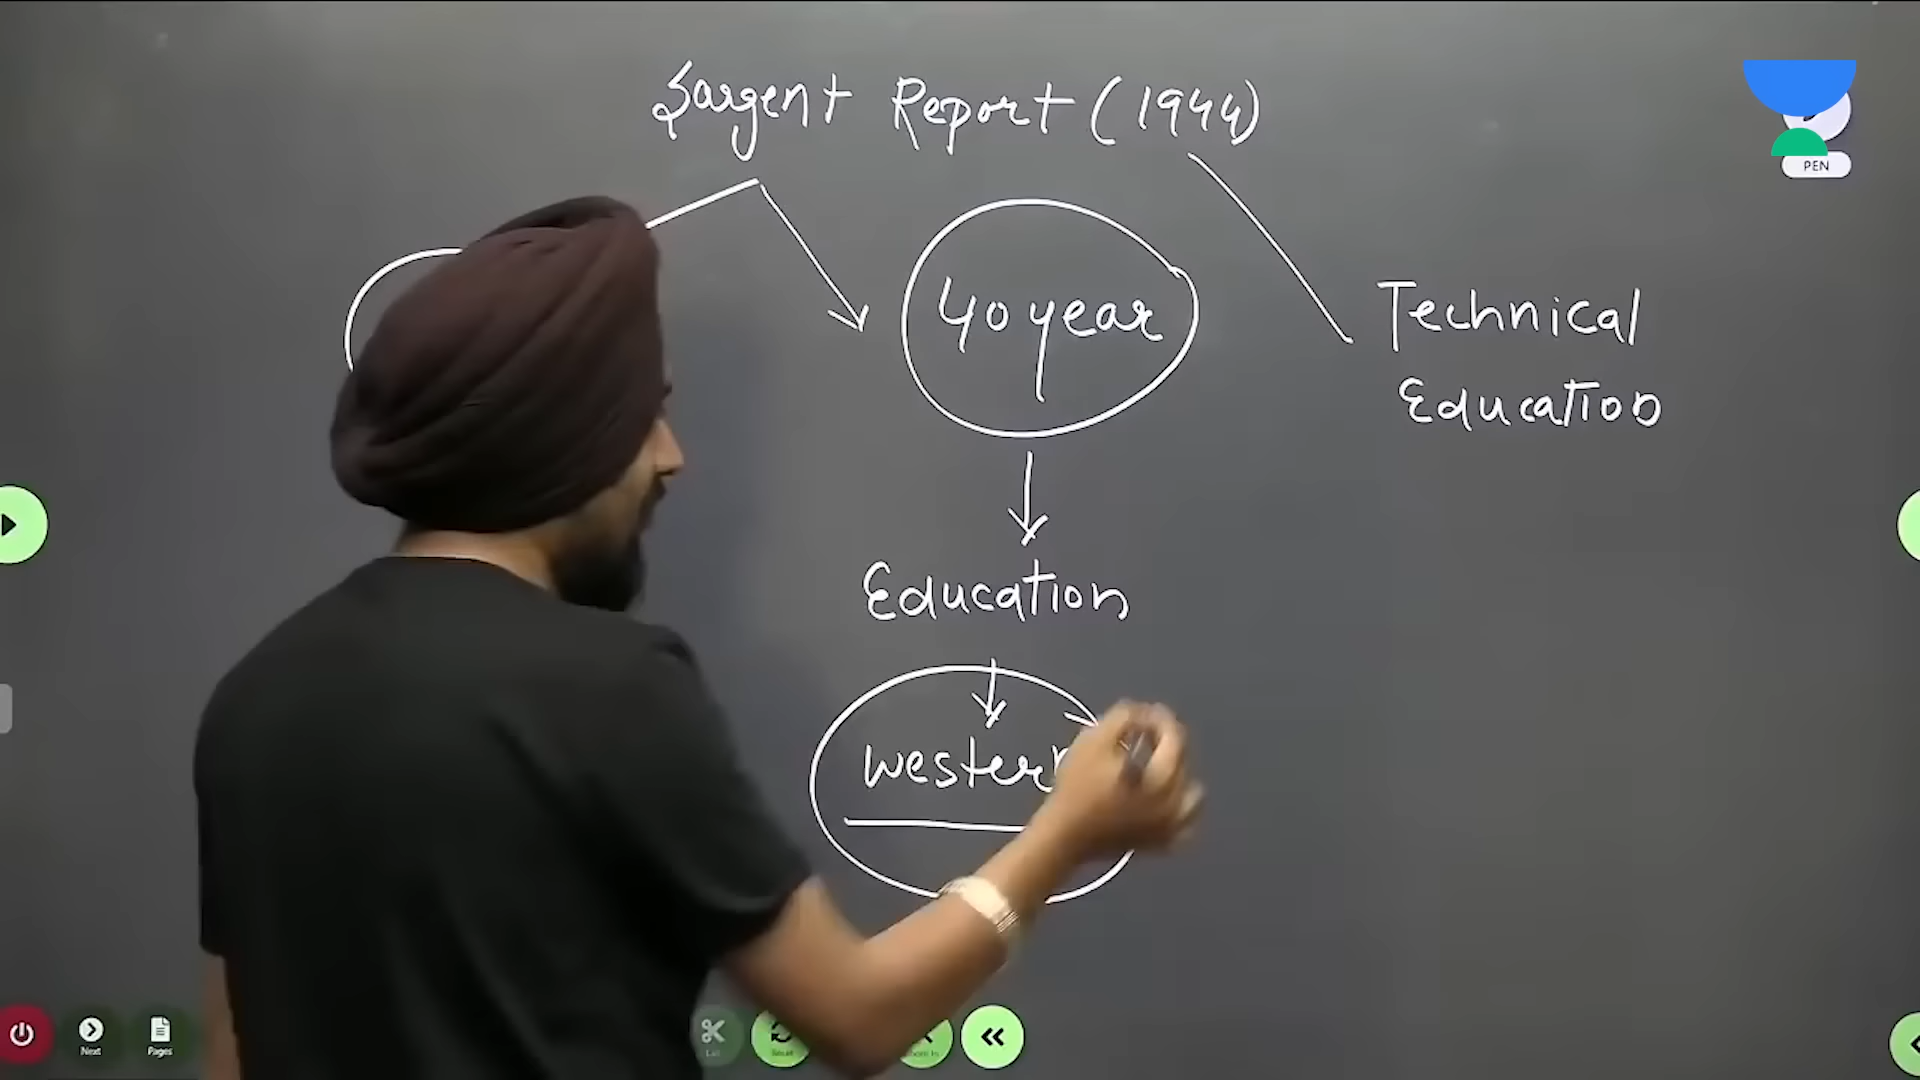 Sargent Report (1944)
PEN
40 year
Technical
Education
Education
Western
Next
Pages